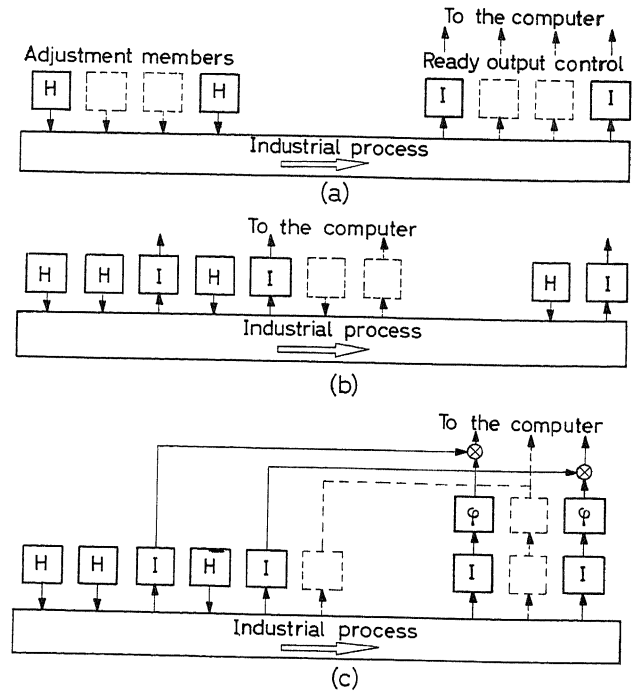 To the computer
Adjustment members
Ready output control
H H I I
Industrial process
(a)
To the computer
H H I H I H I
Industrial process
(b)
To the computer
φ φ
H H I H I I I
Industrial process
(c)